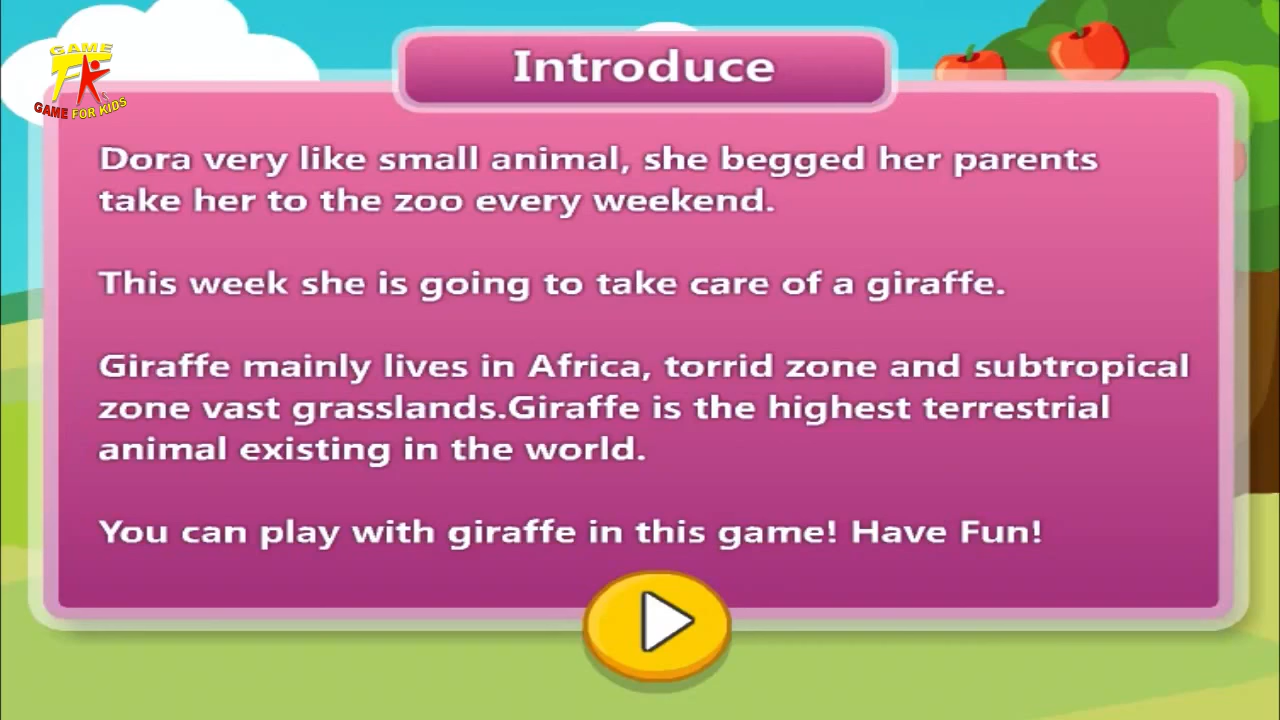 GAME
GAME FOR KIDS
Introduce
Dora very like small animal, she begged her parents
take her to the zoo every weekend.
This week she is going to take care of a giraffe.
Giraffe mainly lives in Africa, torrid zone and subtropical
zone vast grasslands.Giraffe is the highest terrestrial
animal existing in the world.
You can play with giraffe in this game! Have Fun!